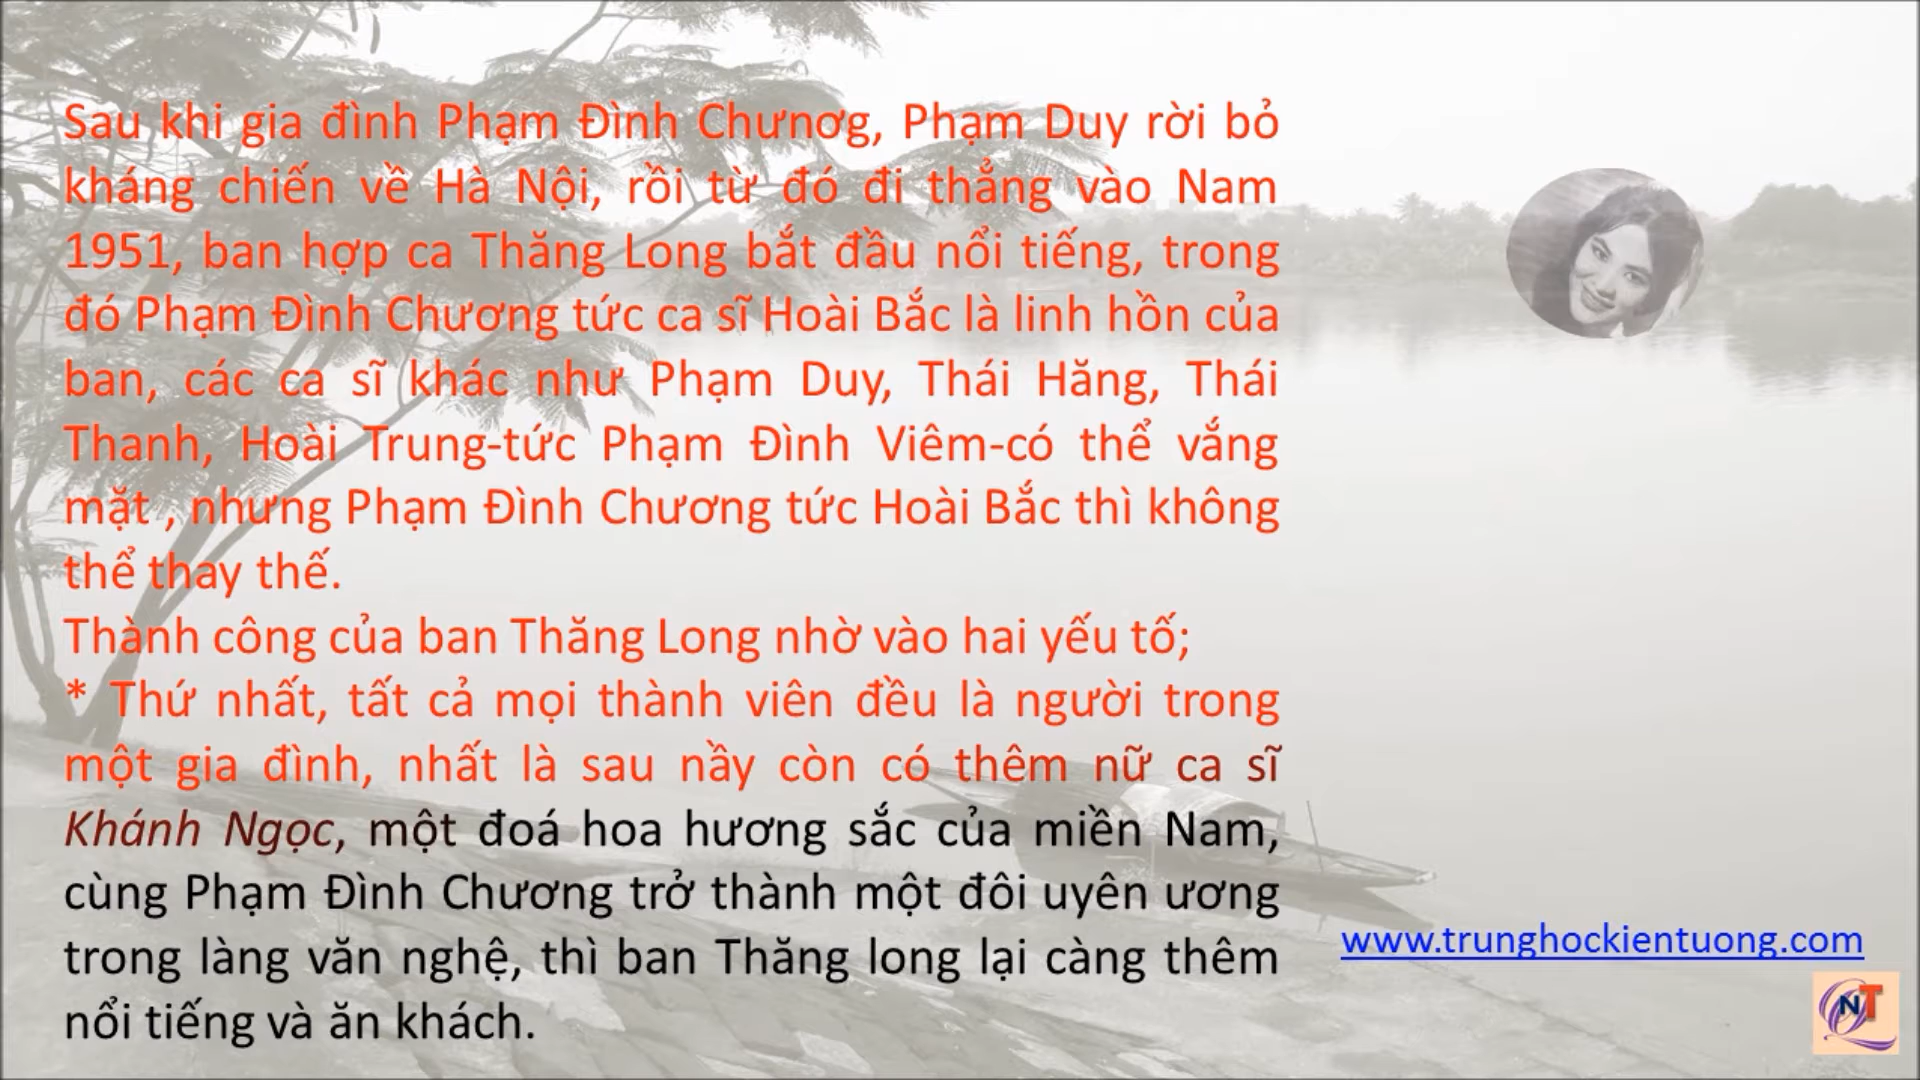 Sau khi gia đình Phạm Đình Chưnơg, Phạm Duy rời bỏ
kháng chiến về Hà Nội, rồi từ đó đi thẳng vào Nam
1951, ban hợp ca Thăng Long bắt đầu nổi tiếng, trong
đó Phạm Đình Chương tức ca sĩ Hoài Bắc là linh hồn của
ban, các ca sĩ khác như Phạm Duy, Thái Hăng, Thái
Thanh, Hoài Trung-tức Phạm Đình Viêm-có thể vắng
mặt , nhưng Phạm Đình Chương tức Hoài Bắc thì không
thể thay thế.
Thành công của ban Thăng Long nhờ vào hai yếu tố;
* Thứ nhất, tất cả mọi thành viên đều là người trong
một gia đình, nhất là sau nầy còn có thêm nữ ca sĩ
Khánh Ngọc, một đoá hoa hương sắc của miền Nam,
cùng Phạm Đình Chương trở thành một đôi uyên ương
trong làng văn nghệ, thì ban Thăng long lại càng thêm
nổi tiếng và ăn khách.
www.trunghockientuong.com
NT